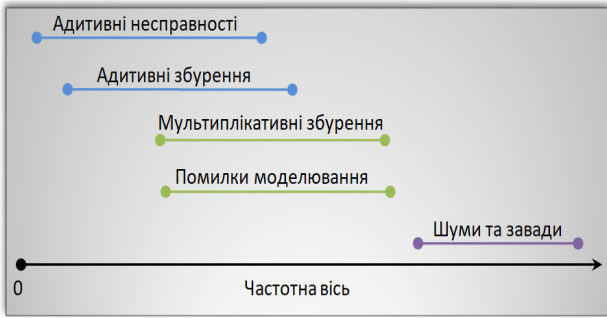 Адитивні несправності
Адитивні збурення
Мультиплікативні збурення
Помилки моделювання
Шуми та завади
0
Частотна вісь